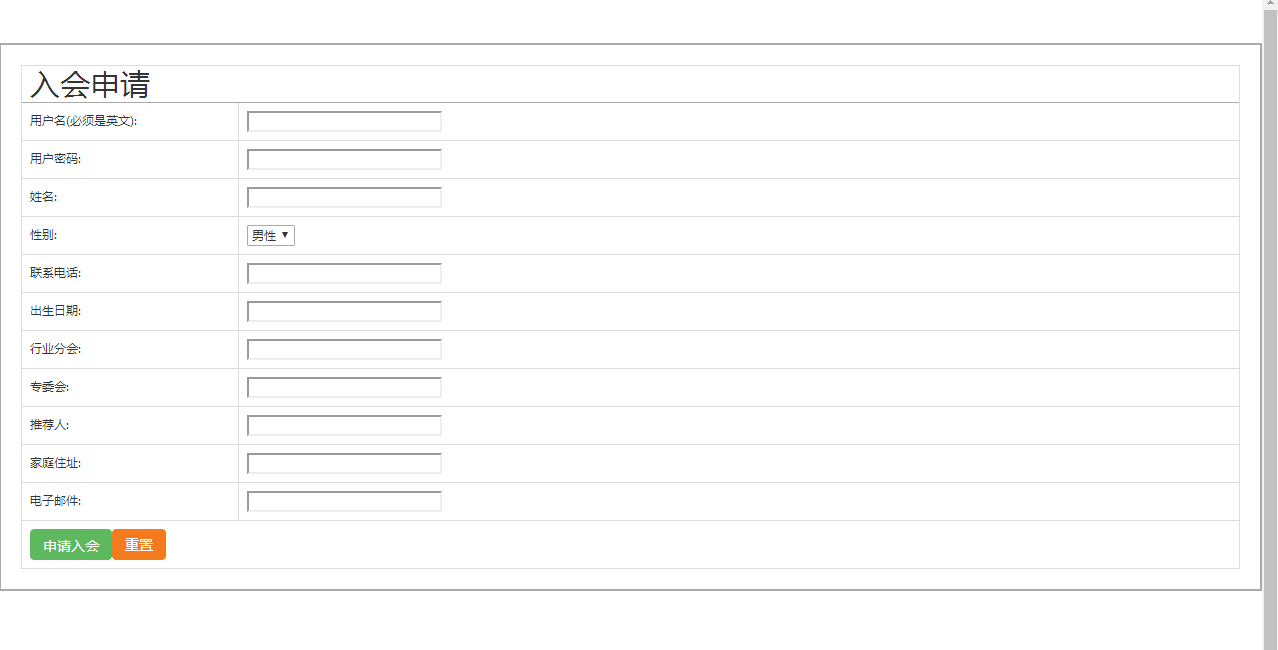 入会申请
用户名(必须是英文):
用户密码:
姓名:
性别:
男性
联系电话:
出生日期:
行业分会:
专委会:
推荐人:
家庭住址:
电子邮件:
申请入会 重置